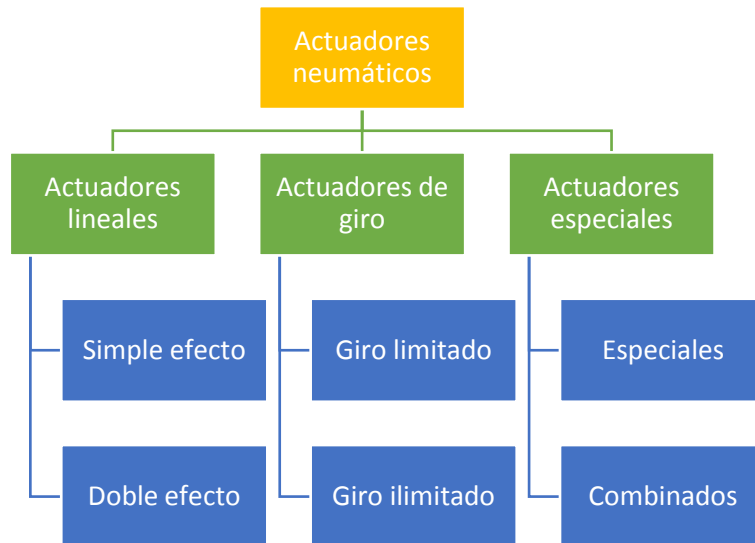 Actuadores
neumáticos
Actuadores
lineales
Actuadores de
giro
Actuadores
especiales
Simple efecto
Giro limitado
Especiales
Doble efecto
Giro ilimitado
Combinados